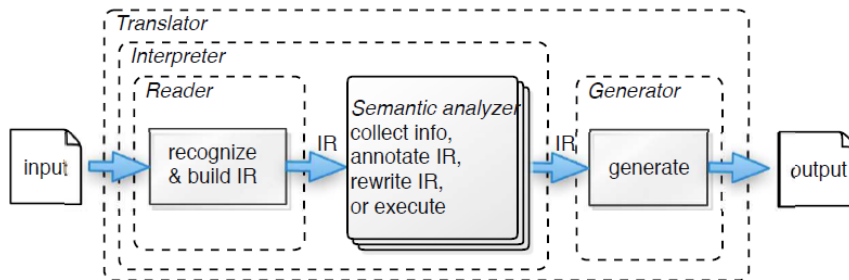 Translator
Interpreter
Reader
Generator
Semantic analyzer
collect info,
annotate IR,
rewrite IR,
or execute
input
recognize
& build IR
IR
IR
generate
output